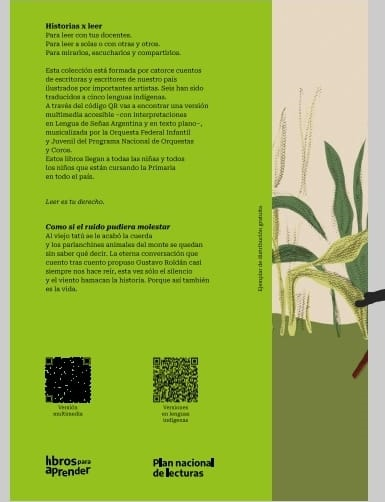 Historias x leer
Para leer con tus docentes.
Para leer a solas o con otras y otros.
Para mirarlos, escucharlos y compartirlos.
Esta colección está formada por catorce cuentos
de escritoras y escritores de nuestro país
ilustrados por importantes artistas. Seis han sido
traducidos a cinco lenguas indígenas.
A través del código QR vas a encontrar una versión
multimedia accesible –con interpretaciones
en Lengua de Señas Argentina y en texto plano–,
musicalizada por la Orquesta Federal Infantil
y Juvenil del Programa Nacional de Orquestas
y Coros.
Estos libros llegan a todas las niñas y todos
los niños que están cursando la Primaria
en todo el país.
Leer es tu derecho.
Como si el ruido pudiera molestar
Al viejo tatú se le acabó la cuerda
y los parlanchines animales del monte se quedan
sin saber qué decir. La eterna conversación que
cuento tras cuento propuso Gustavo Roldán casi
siempre nos hace reír, esta vez sólo el silencio
y el viento hamacan la historia. Porque así también
es la vida.
Ejemplar de distribución gratuita
Versión
multimedia
Versiones
en lenguas
indígenas
libros para
aprender
Plan nacional
de lecturas